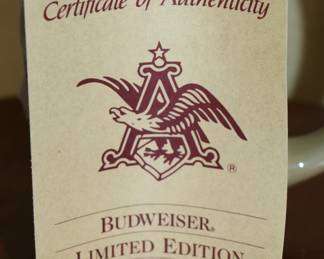 Certificate of Authenticity
®
BUDWEISER®
LIMITED EDITION